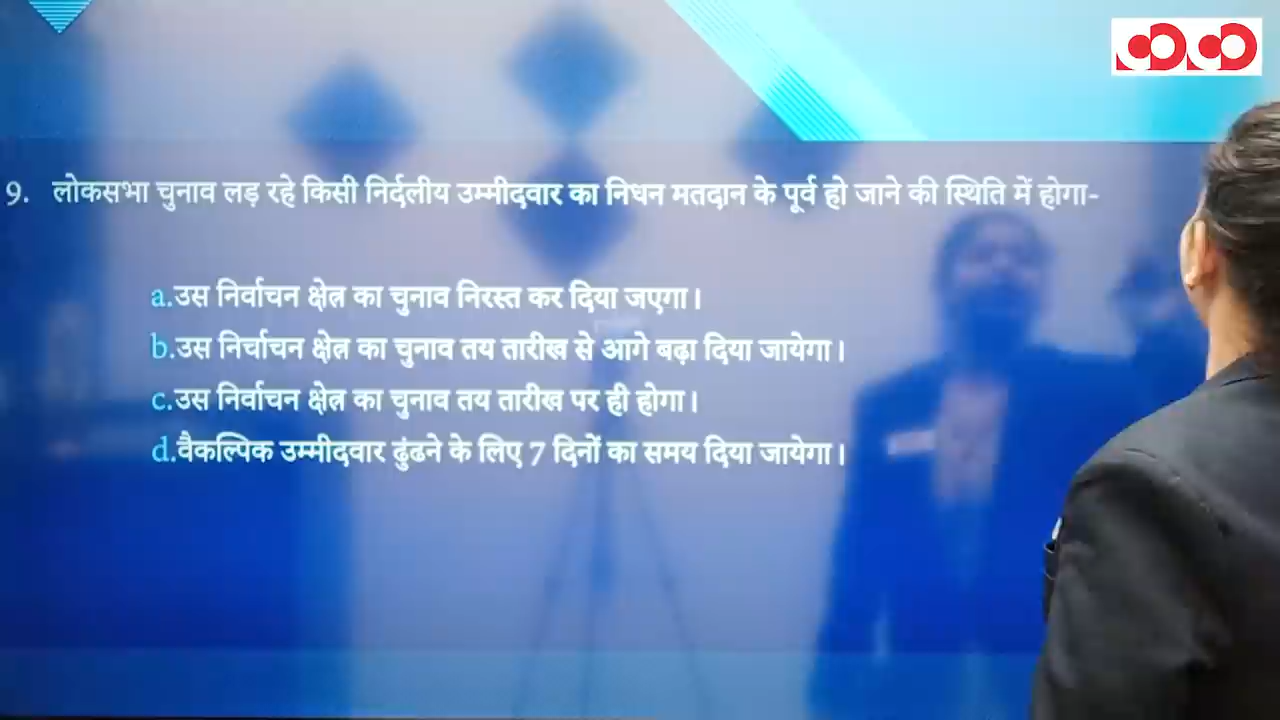 9. लोकसभा चुनाव लड़ रहे किसी निर्दलीय उम्मीदवार का निधन मतदान के पूर्व हो जाने की स्थिति में होगा-
a.उस निर्वाचन क्षेत्र का चुनाव निरस्त कर दिया जएगा।
b.उस निर्चाचन क्षेत्र का चुनाव तय तारीख से आगे बढ़ा दिया जायेगा।
c.उस निर्वाचन क्षेत्र का चुनाव तय तारीख पर ही होगा।
d.वैकल्पिक उम्मीदवार ढुंढने के लिए 7 दिनों का समय दिया जायेगा।